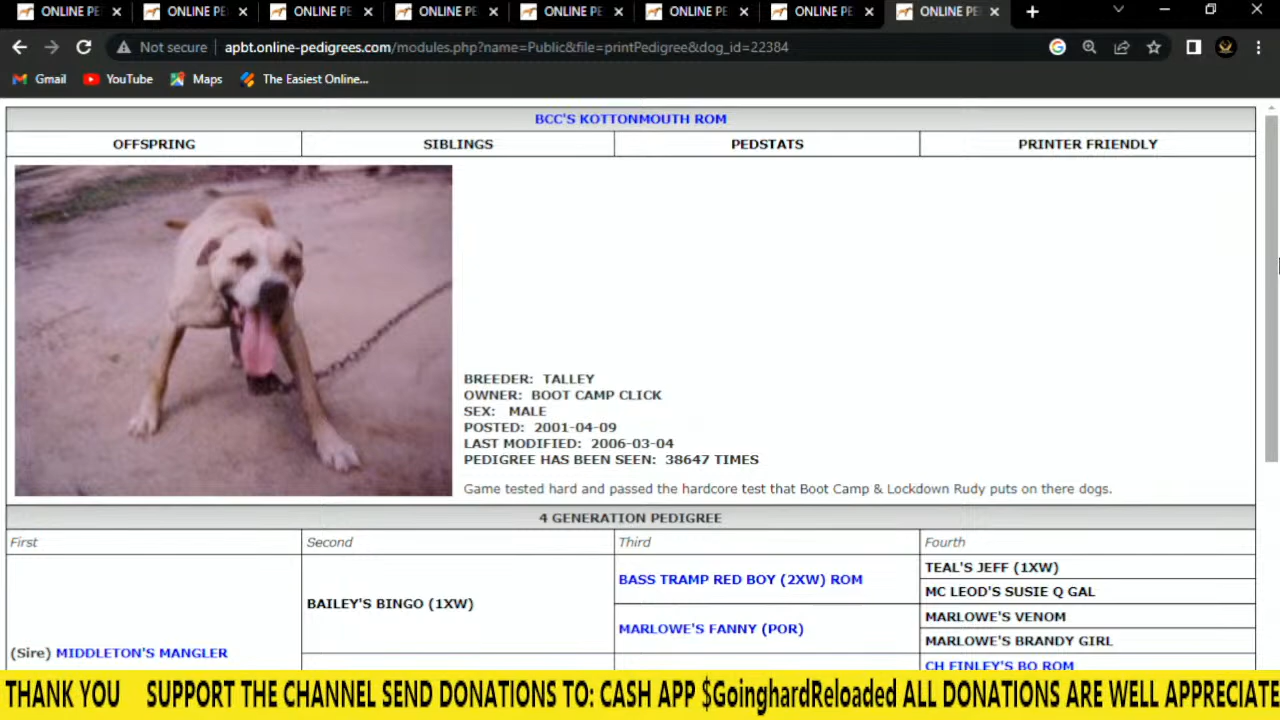 ONLINE PE ONLINE PE ONLINE PE ONLINE PE ONLINE PE ONLINE PE ONLINE PE ONLINE PE
Not secure apbt.online-pedigrees.com/modules.php?name=Public&file=printPedigree&dog_id=22384
Gmail YouTube Maps The Easiest Online...
BCC'S KOTTONMOUTH ROM
OFFSPRING SIBLINGS PEDSTATS PRINTER FRIENDLY
BREEDER: TALLEY
OWNER: BOOT CAMP CLICK
SEX: MALE
POSTED: 2001-04-09
LAST MODIFIED: 2006-03-04
PEDIGREE HAS BEEN SEEN: 38647 TIMES
Game tested hard and passed the hardcore test that Boot Camp & Lockdown Rudy puts on there dogs.
4 GENERATION PEDIGREE
First Second Third Fourth
(Sire) MIDDLETON'S MANGLER
BAILEY'S BINGO (1XW)
BASS TRAMP RED BOY (2XW) ROM
MARLOWE'S FANNY (POR)
TEAL'S JEFF (1XW)
MC LEOD'S SUSIE Q GAL
MARLOWE'S VENOM
MARLOWE'S BRANDY GIRL
CH FINLEY'S BO ROM
THANK YOU SUPPORT THE CHANNEL SEND DONATIONS TO: CASH APP $GoinghardReloaded ALL DONATIONS ARE WELL APPRECIATE